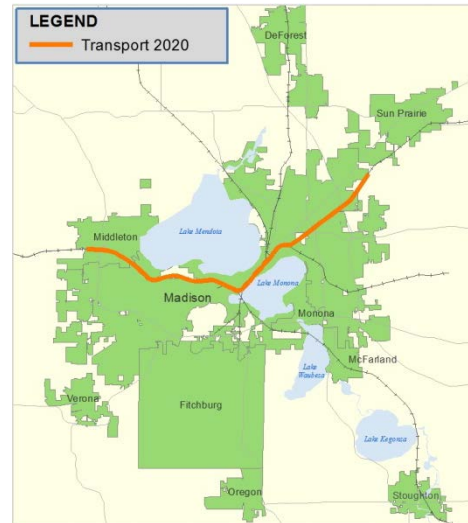 LEGEND
Transport 2020
DeForest
Sun Prairie
Middleton
Lake Mendota
Madison
Lake Monona
Monona
McFarland
Lake
Waubesa
Verona
Fitchburg
Lake Kegonsa
Oregon
Stoughton